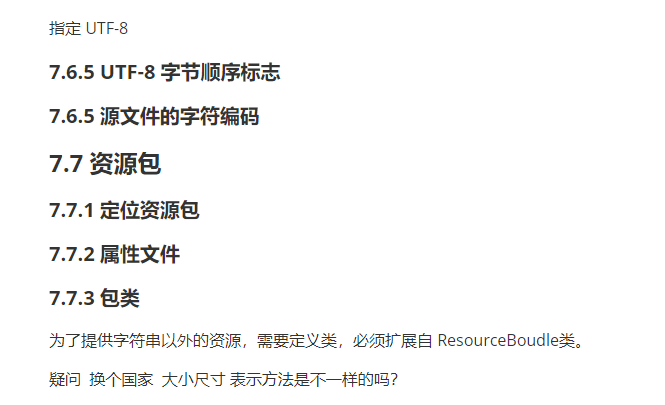 指定 UTF-8
7.6.5 UTF-8 字节顺序标志
7.6.5 源文件的字符编码
7.7 资源包
7.7.1 定位资源包
7.7.2 属性文件
7.7.3 包类
为了提供字符串以外的资源，需要定义类，必须扩展自 ResourceBoudle类。
疑问 换个国家 大小尺寸 表示方法是不一样的吗？